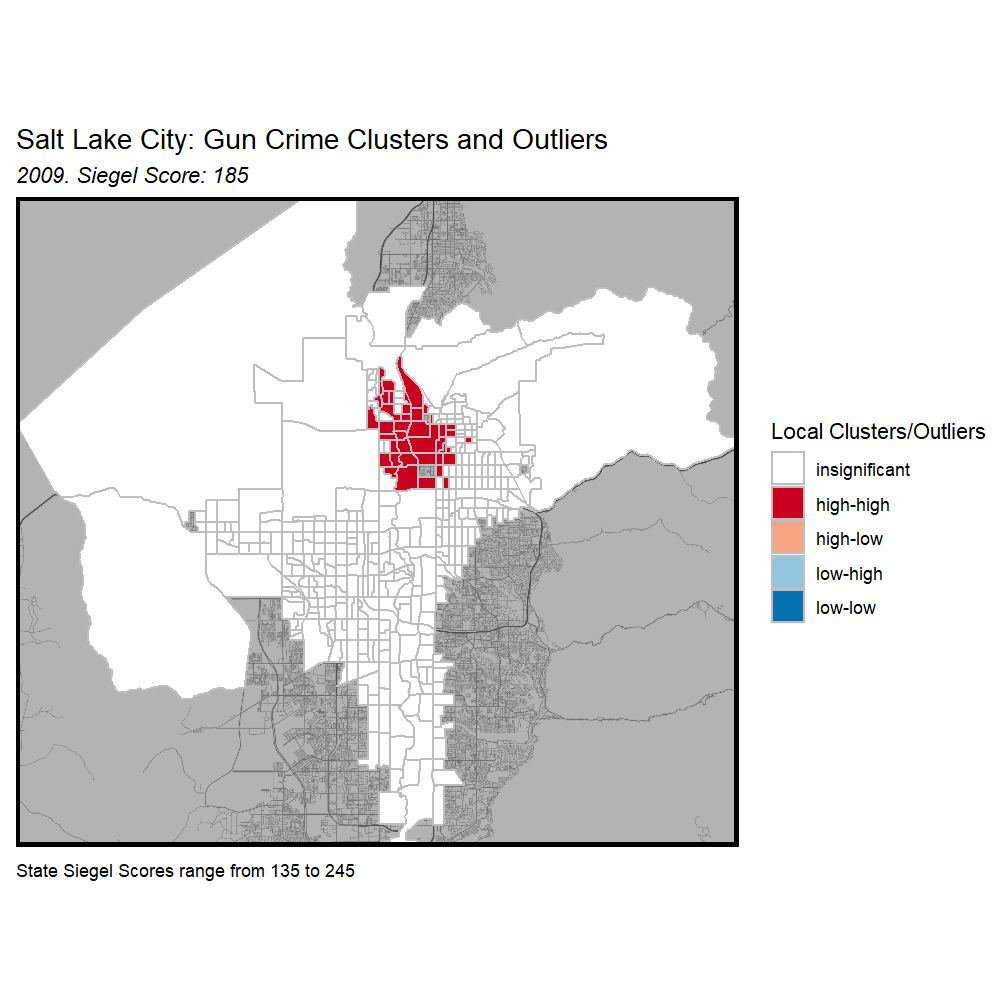 Salt Lake City: Gun Crime Clusters and Outliers
2009. Siegel Score: 185
Local Clusters/Outliers
insignificant
high-high
high-low
low-high
low-low
State Siegel Scores range from 135 to 245